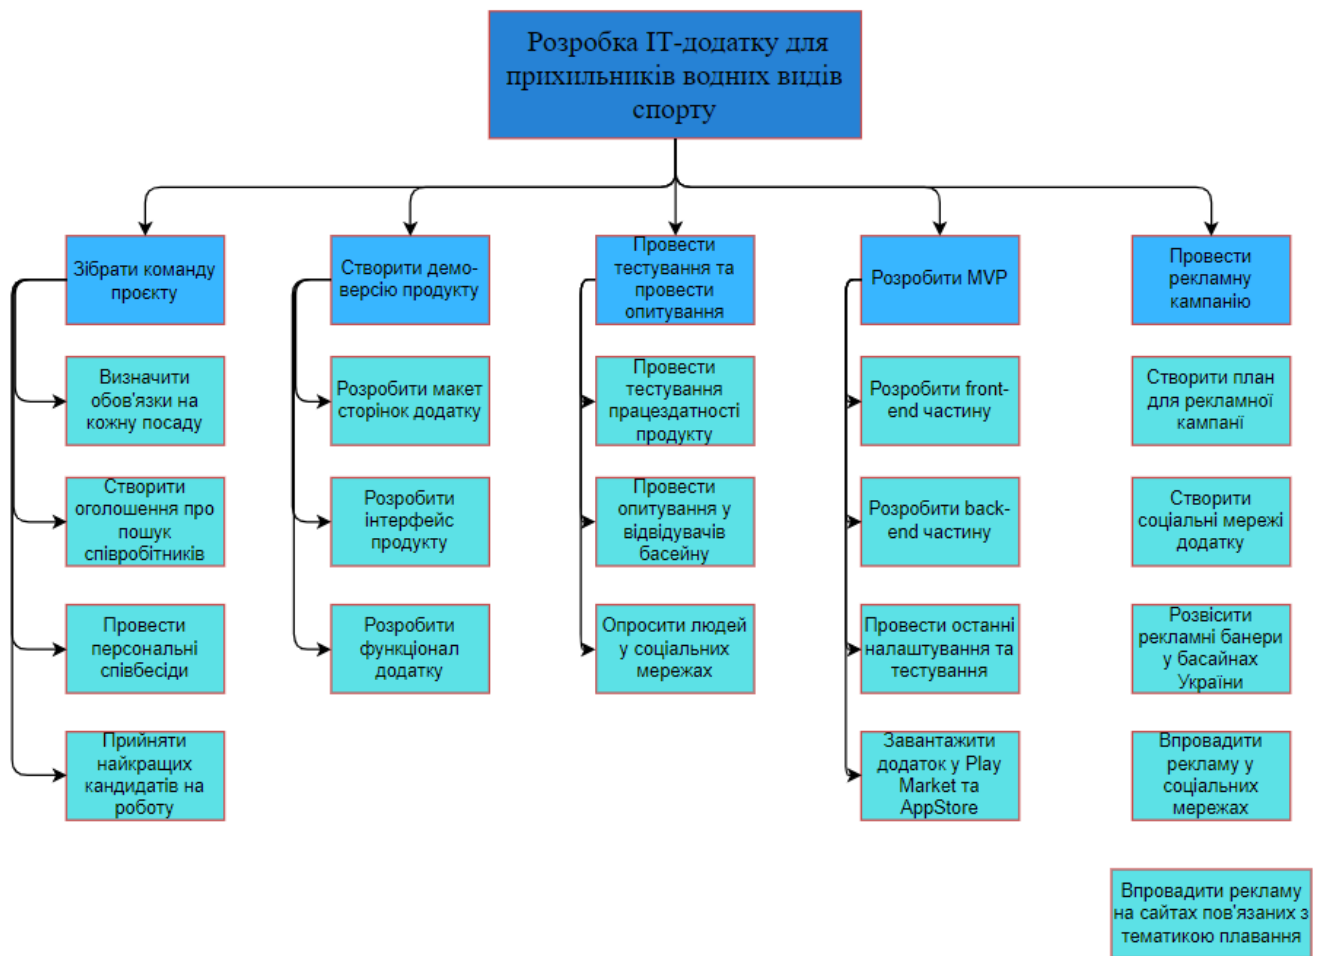 Розробка ІТ-додатку для
прихильників водних видів
спорту
Зібрати команду
проєкту
Створити демо-
версію продукту
Провести
тестування та
провести
опитування
Розробити MVP
Провести
рекламну
кампанію
Визначити
обов'язки на
кожну посаду
Розробити макет
сторінок додатку
Провести
тестування
працездатності
продукту
Розробити front-
end частину
Створити план
для рекламної
кампанї
Створити
оголошення про
пошук
співробітників
Розробити
інтерфейс
продукту
Провести
опитування у
відвідувачів
басейну
Розробити back-
end частину
Створити
соціальні мережі
додатку
Провести
персональні
співбесіди
Розробити
функціонал
додатку
Опросити людей
у соціальних
мережах
Провести останні
налаштування та
тестування
Розвісити
рекламні банери
у басайнах
України
Прийняти
найкращих
кандидатів на
роботу
Завантажити
додаток у Play
Market та
AppStore
Впровадити
рекламу у
соціальних
мережах
Впровадити рекламу
на сайтах пов'язаних з
тематикою плавання